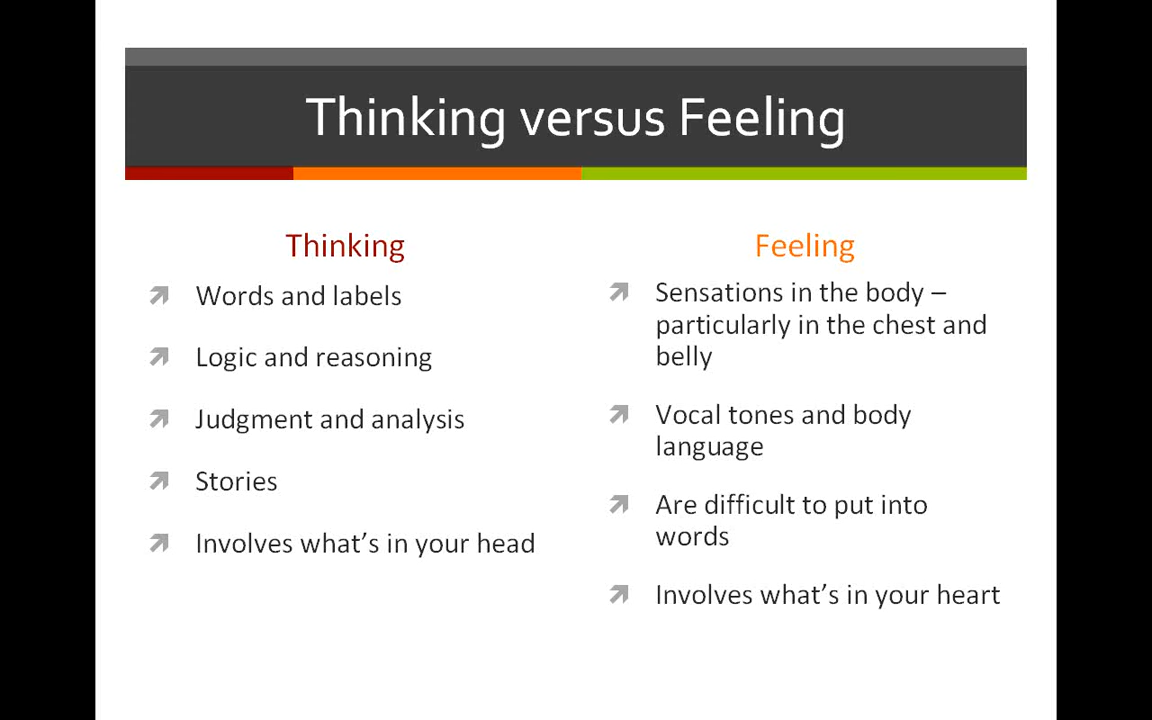 Thinking versus Feeling
Thinking
Words and labels
Logic and reasoning
Judgment and analysis
Stories
Involves what’s in your head
Feeling
Sensations in the body –
particularly in the chest and
belly
Vocal tones and body
language
Are difficult to put into
words
Involves what’s in your heart